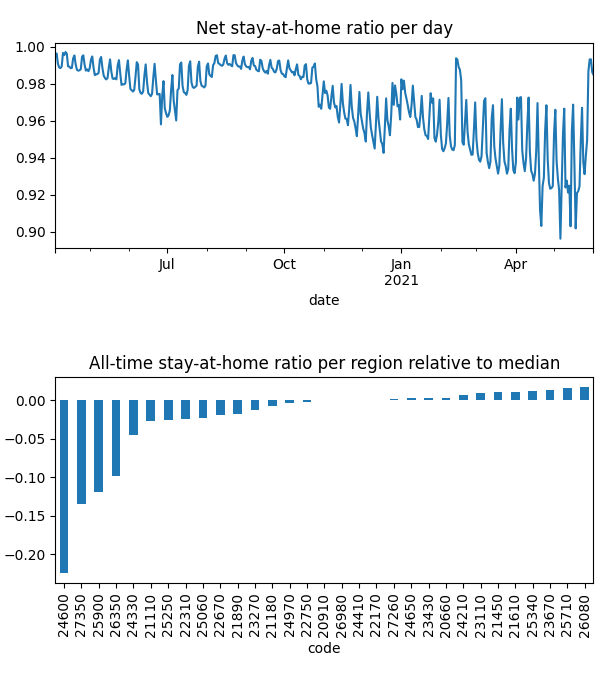 Net stay-at-home ratio per day
1.00
0.98
0.96
0.94
0.92
0.90
Jul Oct Jan Apr
2021
date
All-time stay-at-home ratio per region relative to median
0.00
−0.05
−0.10
−0.15
−0.20
24600 27350 25900 26350 24330 21110 25250 22310 25060 22670 21890 23270 21180 24970 22750 20910 26980 24410 22170 27260 24650 23430 20660 24210 23110 21450 21610 25340 23670 25710 26080
code